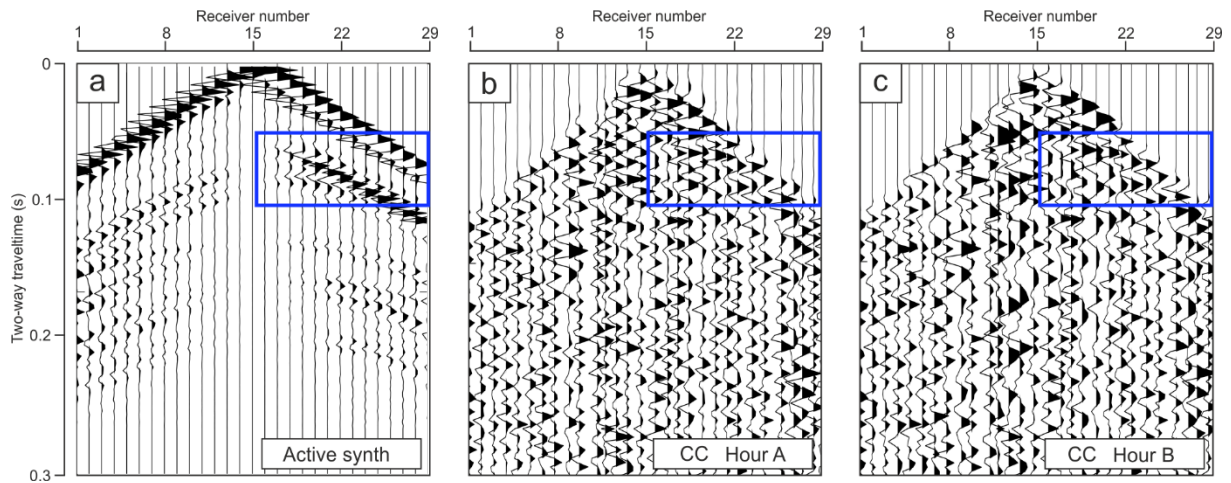 Receiver number
1 8 15 22 29
Receiver number
1 8 15 22 29
Receiver number
1 8 15 22 29
Two-way traveltime (s)
0
0.1
0.2
0.3
a
b
c
Active synth
CC Hour A
CC Hour B